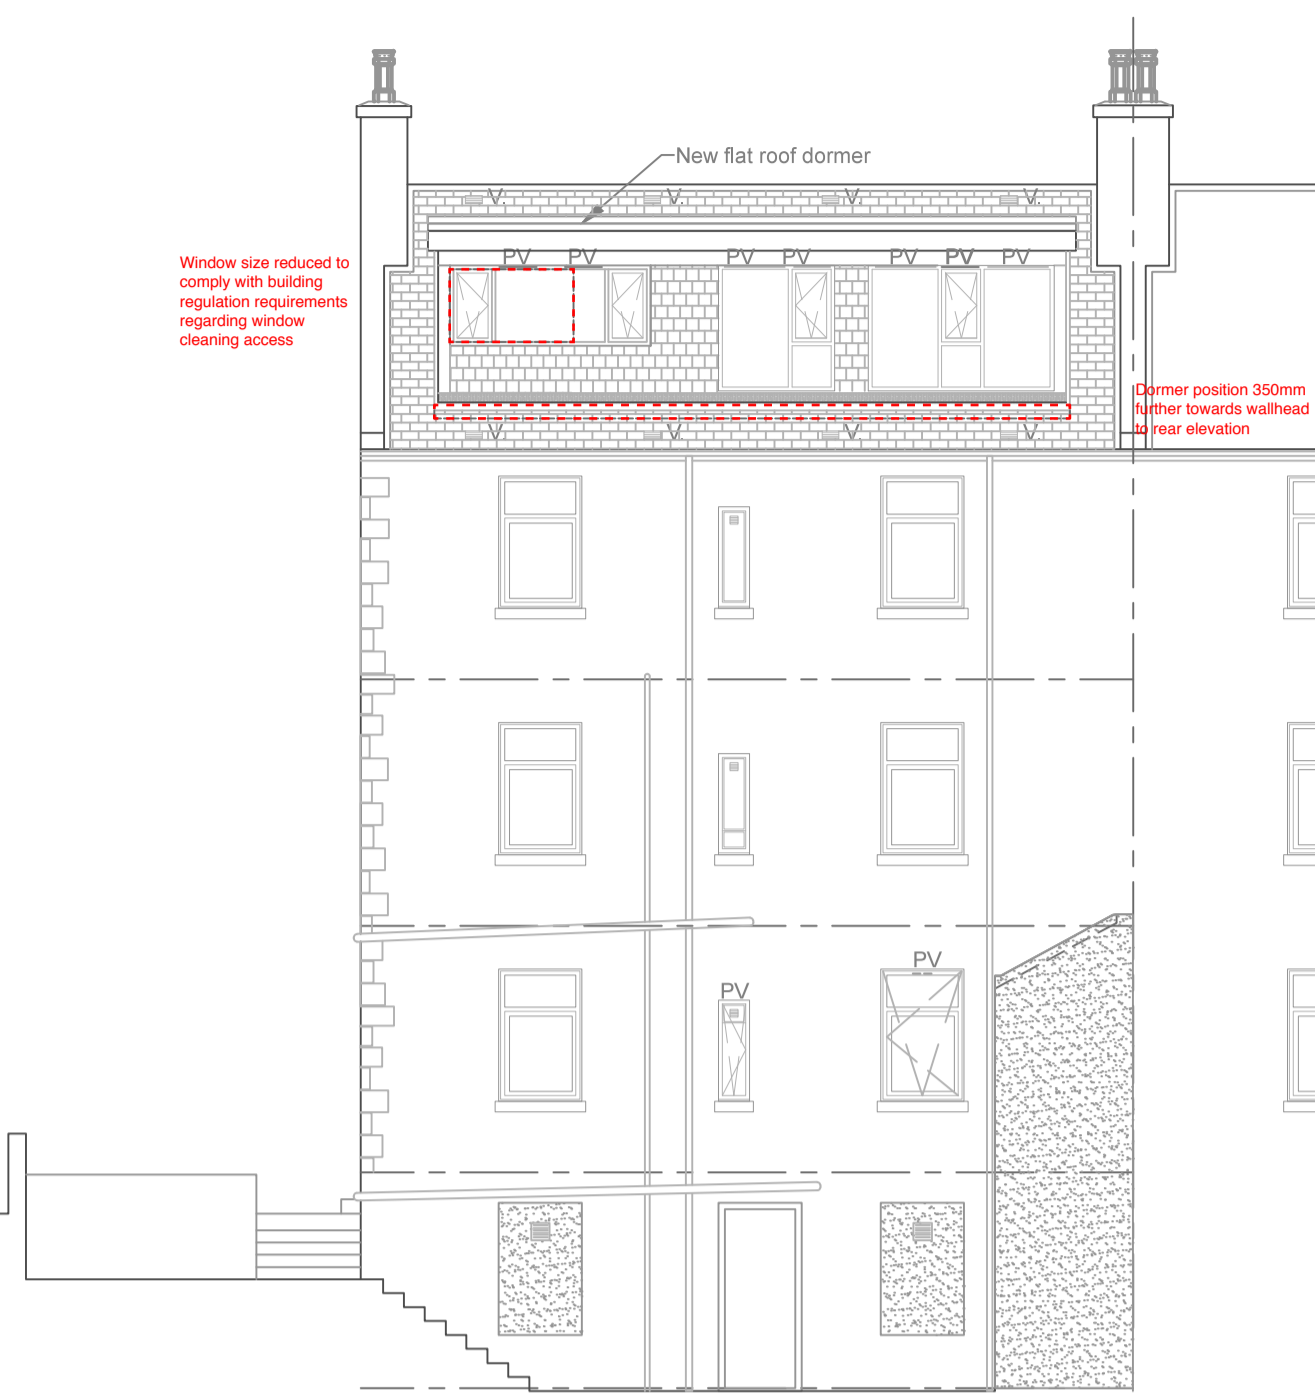 New flat roof dormer
V. V. V. V.
Window size reduced to
comply with building
regulation requirements
regarding window
cleaning access
PV PV PV PV PV PV PV
Dormer position 350mm
further towards wallhead
to rear elevation
V. V. V. V.
PV
PV